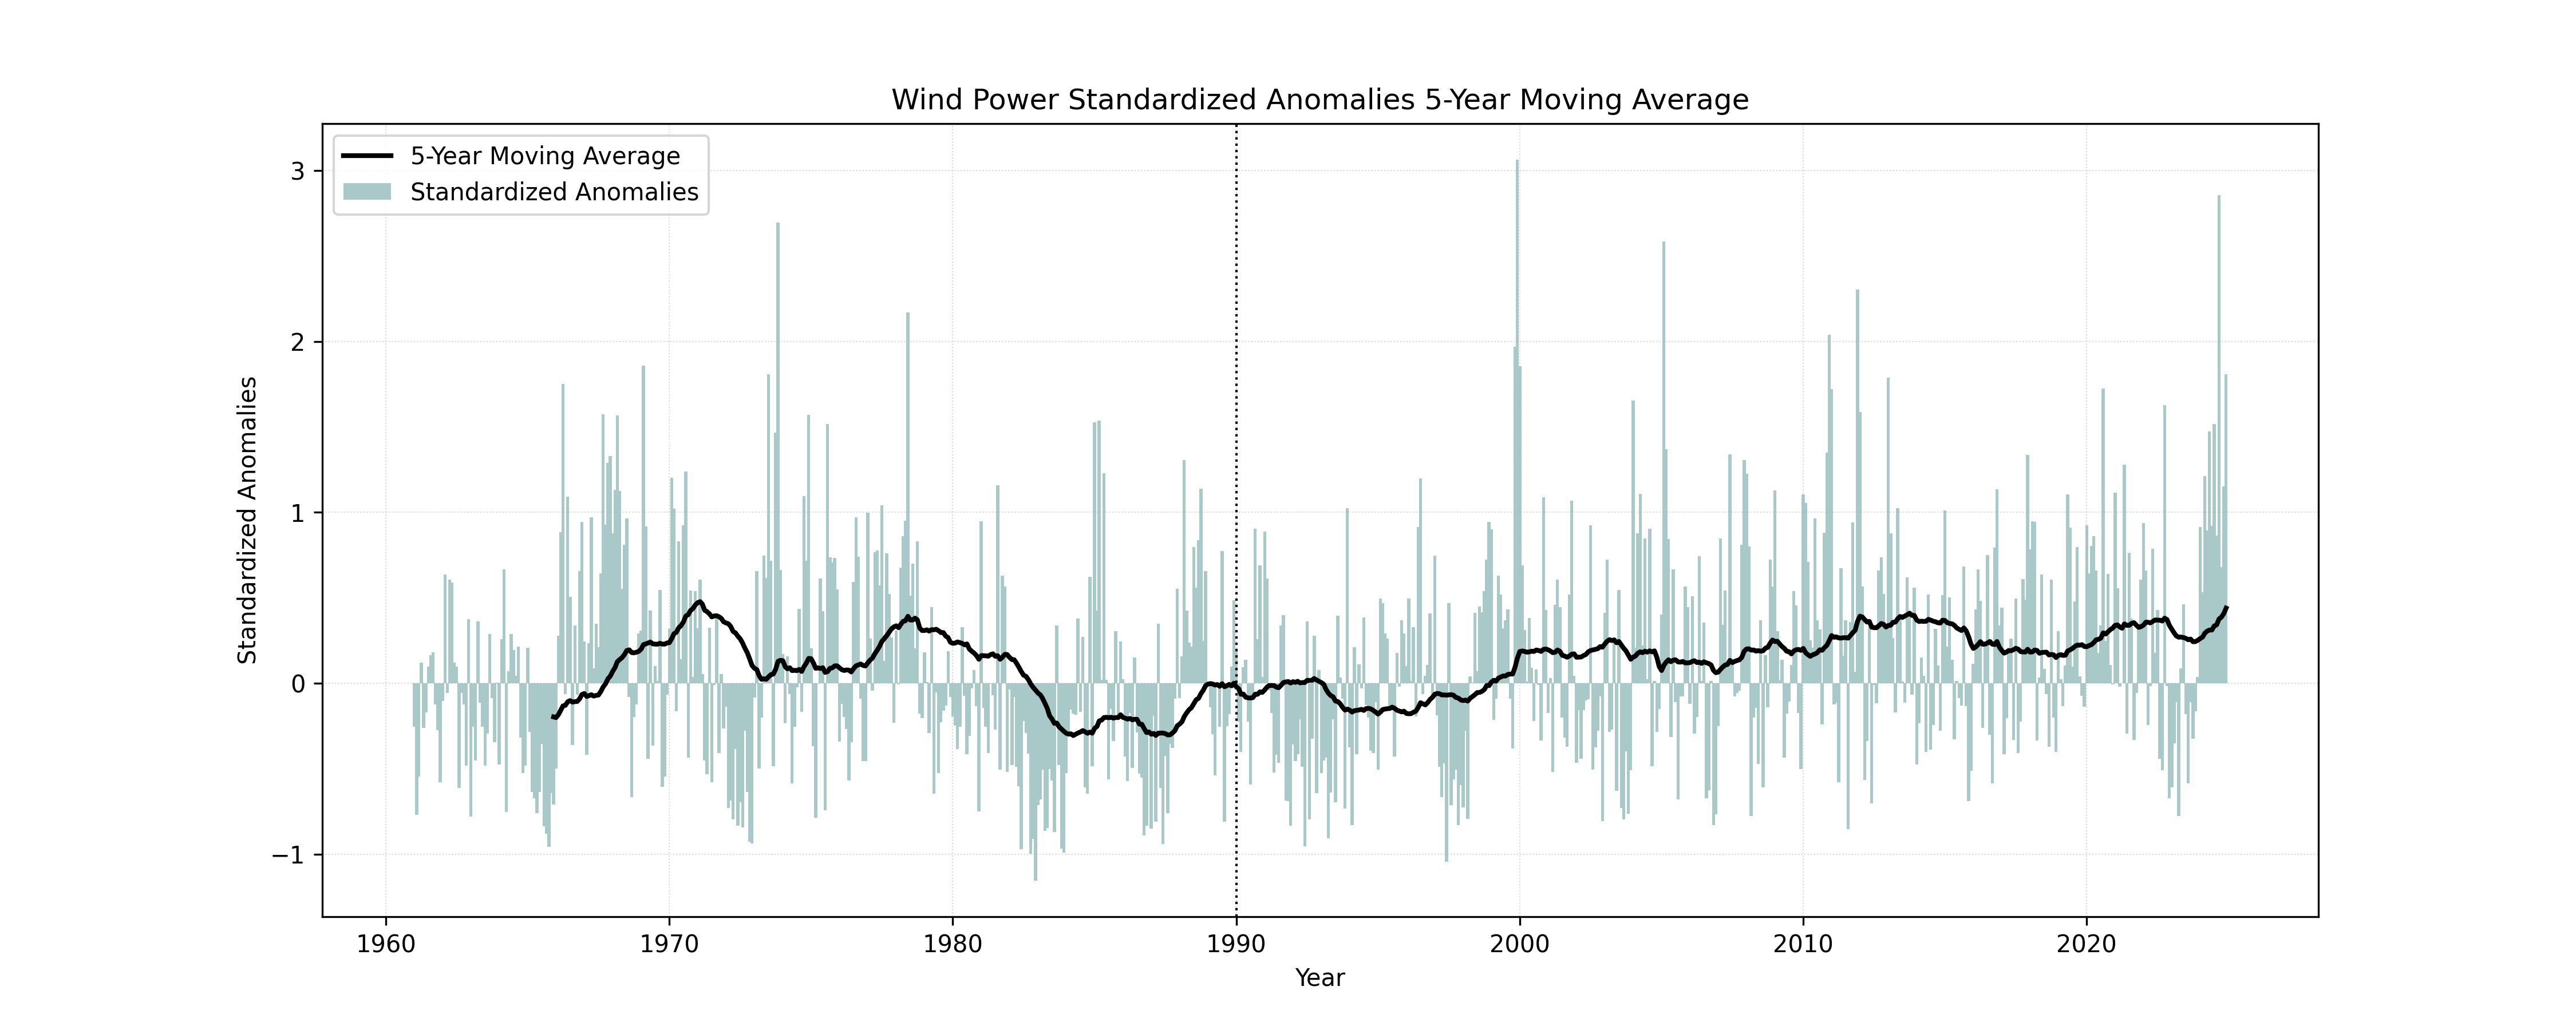 Wind Power Standardized Anomalies 5-Year Moving Average
5-Year Moving Average
Standardized Anomalies
Standardized Anomalies
3
2
1
0
−1
1960
1970
1980
1990
2000
2010
2020
Year